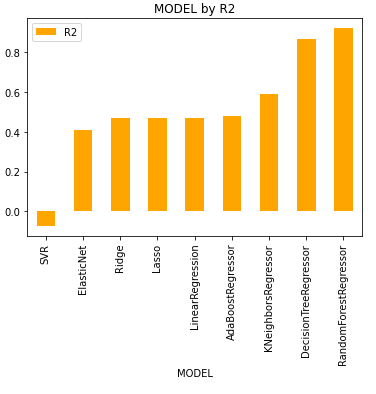 MODEL by R2
R2
0.8
0.6
0.4
0.2
0.0
SVR
ElasticNet
Ridge
Lasso
LinearRegression
AdaBoostRegressor
KNeighborsRegressor
DecisionTreeRegressor
RandomForestRegressor
MODEL